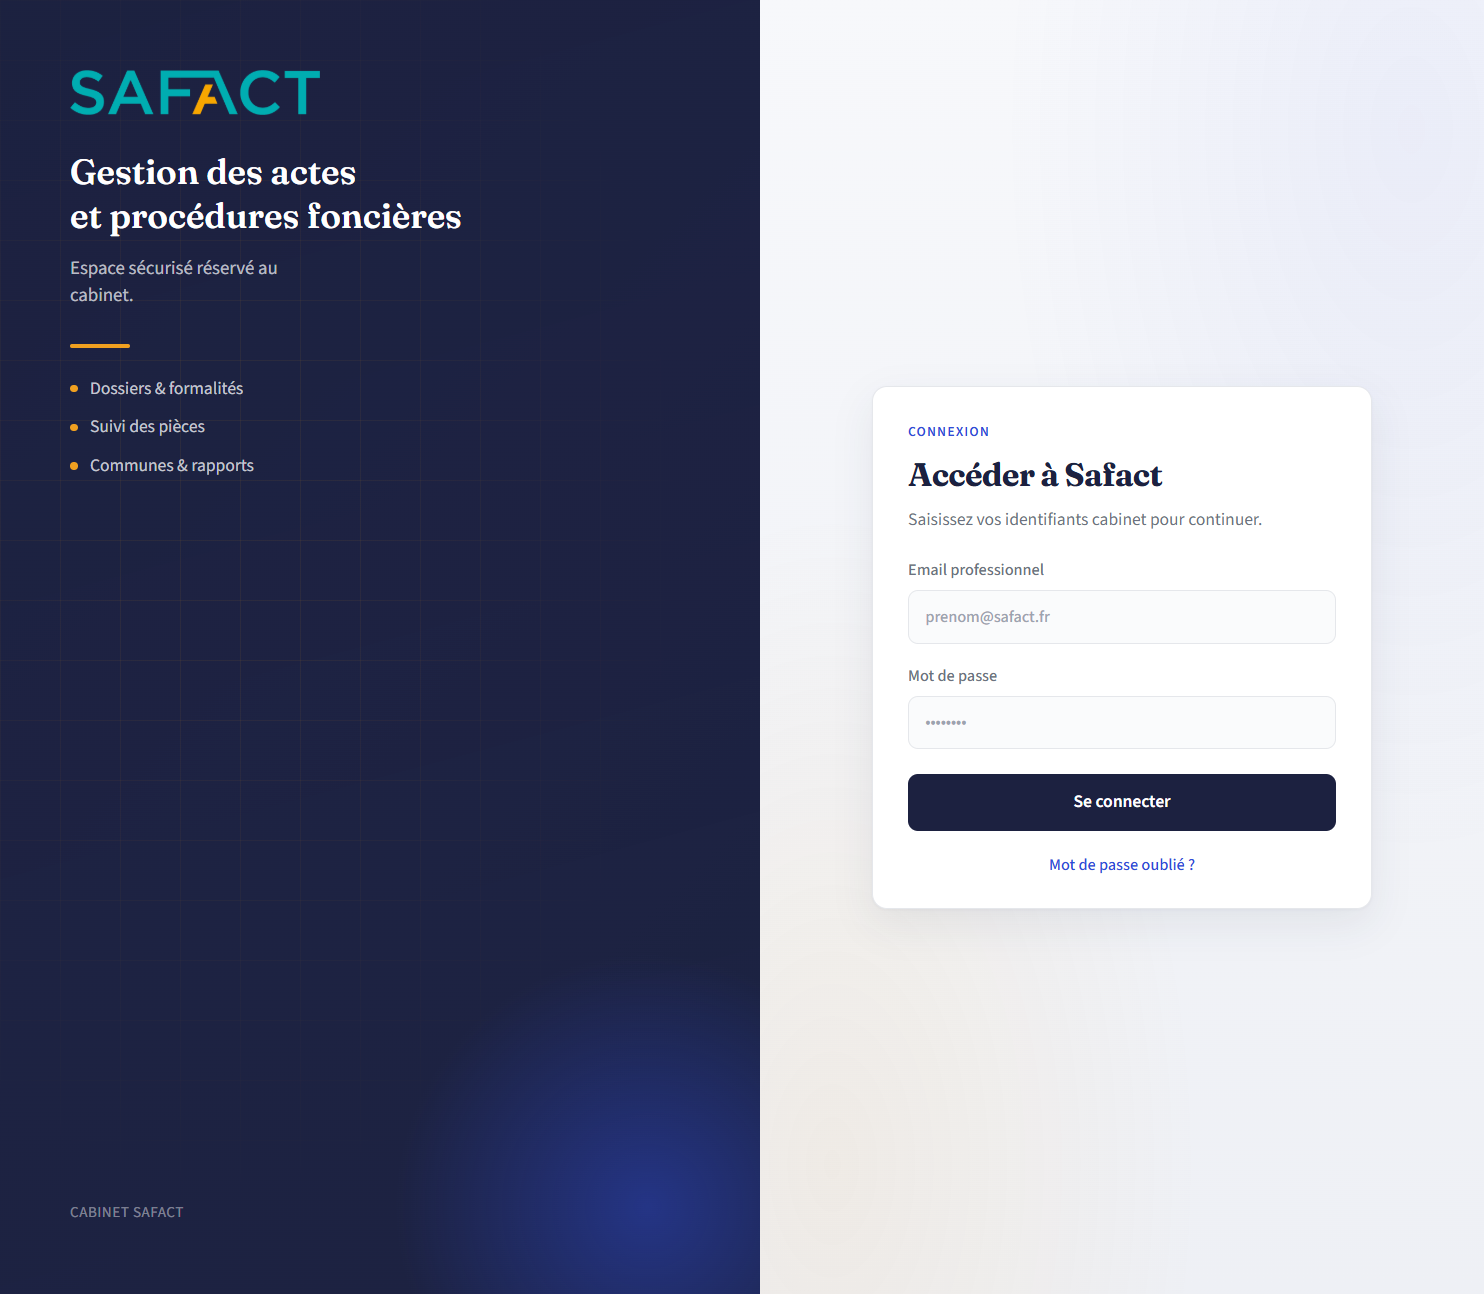 SAFACT
Gestion des actes
et procédures foncières
Espace sécurisé réservé au
cabinet.
Dossiers & formalités
Suivi des pièces
Communes & rapports
CABINET SAFACT
CONNEXION
Accéder à Safact
Saisissez vos identifiants cabinet pour continuer.
Email professionnel
prenom@safact.fr
Mot de passe
••••••••
Se connecter
Mot de passe oublié ?